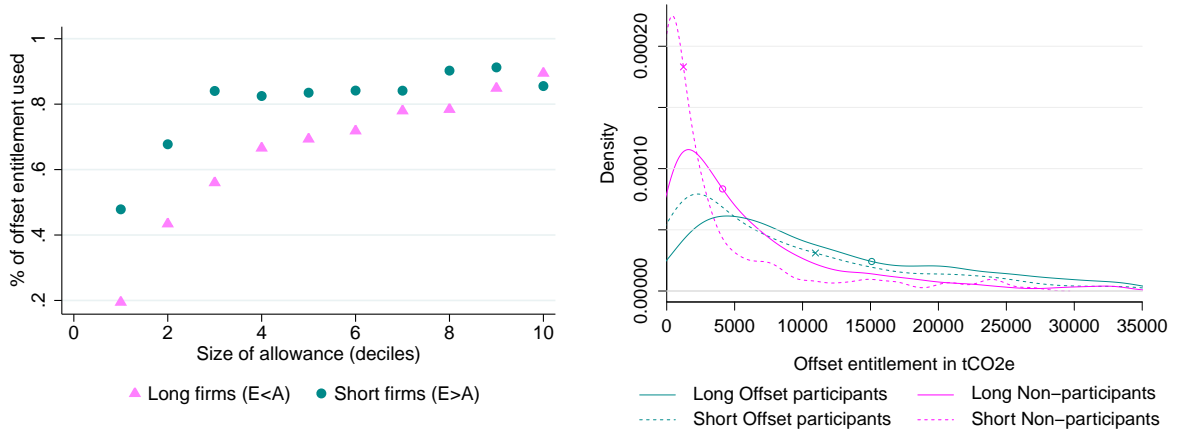 % of offset entitlement used
1
.8
.6
.4
.2
0
2
4
6
8
10
Size of allowance (deciles)
Long firms (E<A)
Short firms (E>A)
Density
0.00020
0.00010
0.00000
0
5000
10000
15000
20000
25000
30000
35000
Offset entitlement in tCO2e
Long Offset participants
Long Non−participants
Short Offset participants
Short Non−participants